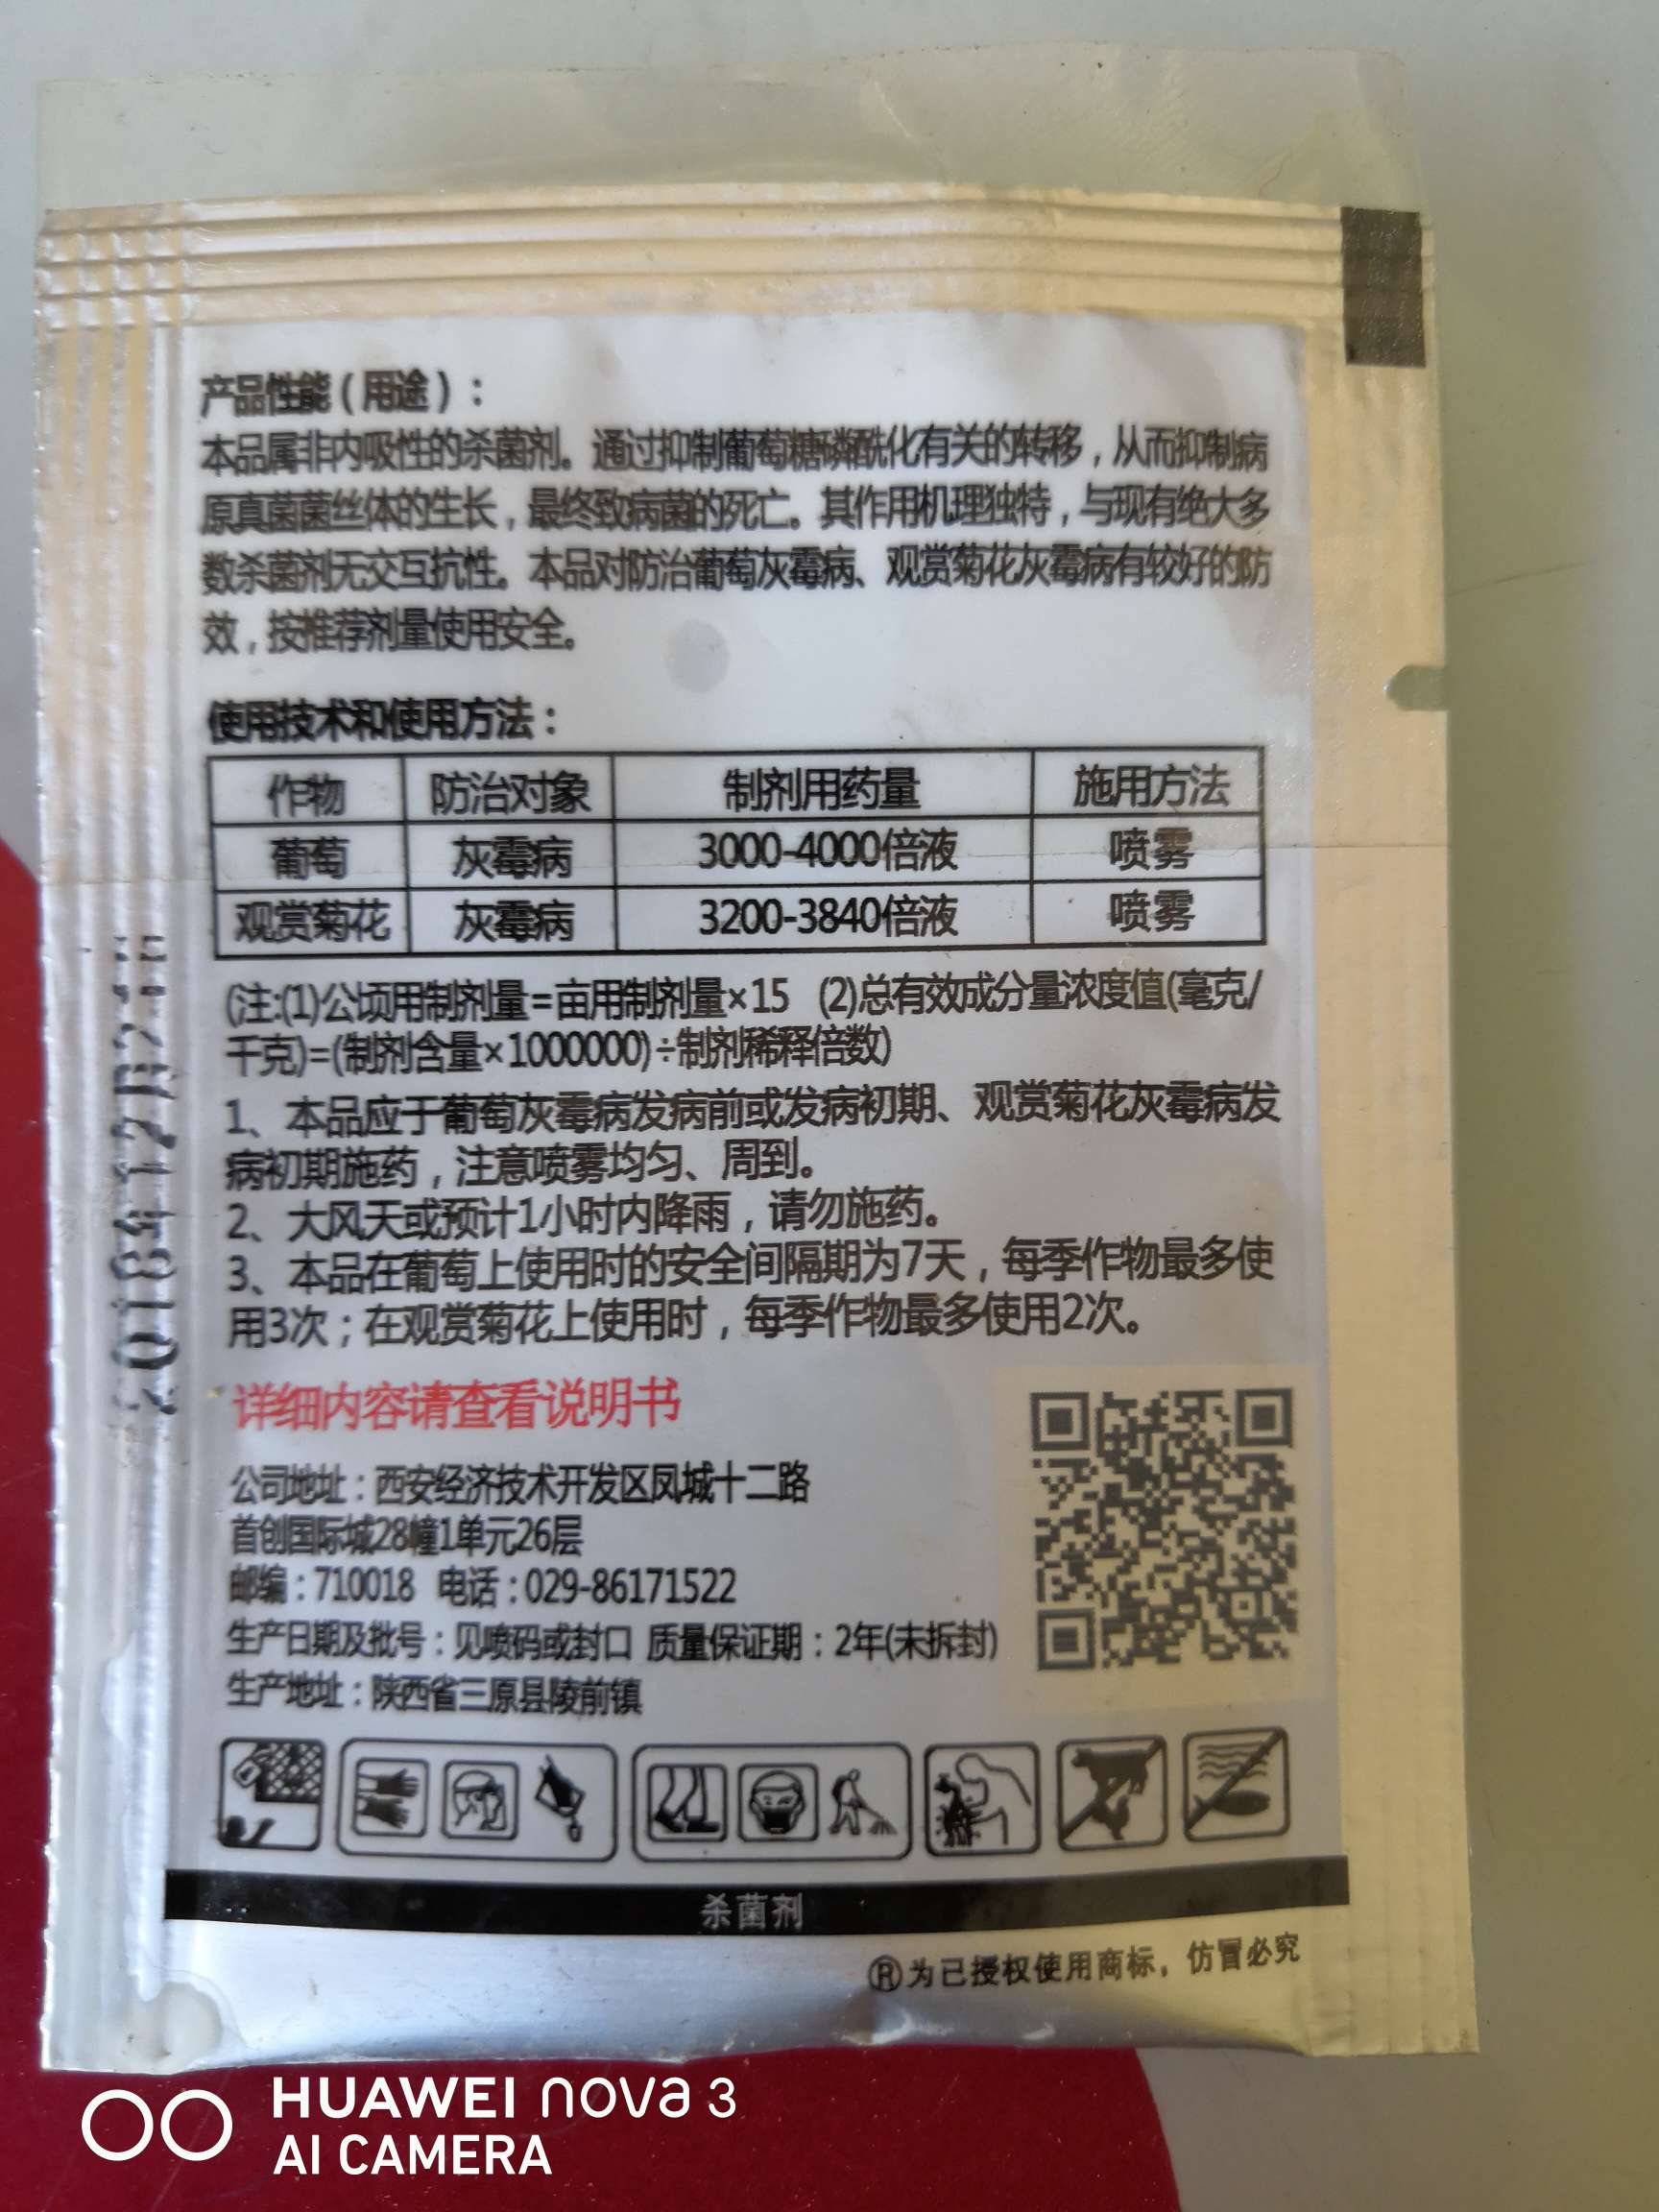 产品性能（用途）：
本品属非内吸性的杀菌剂。通过抑制葡萄糖磷酰化有关的转移，从而抑制病
原真菌菌丝体的生长，最终致病菌的死亡。其作用机理独特，与现有绝大多
数杀菌剂无交互抗性。本品对防治葡萄灰霉病、观赏菊花灰霉病有较好的防
效，按推荐剂量使用安全。
使用技术和使用方法：
作物 防治对象 制剂用药量 施用方法
葡萄 灰霉病 3000-4000倍液 喷雾
观赏菊花 灰霉病 3200-3840倍液 喷雾
(注:(1)公顷用制剂量=亩用制剂量×15 (2)总有效成分量浓度值(毫克/
千克)=(制剂含量×1000000)÷制剂稀释倍数)
1、本品应于葡萄灰霉病发病前或发病初期、观赏菊花灰霉病发
病初期施药，注意喷雾均匀、周到。
2、大风天或预计1小时内降雨，请勿施药。
3、本品在葡萄上使用时的安全间隔期为7天，每季作物最多使
用3次；在观赏菊花上使用时，每季作物最多使用2次。
详细内容请查看说明书
公司地址：西安经济技术开发区凤城十二路
首创国际城28幢1单元26层
邮编：710018 电话：029-86171522
生产日期及批号：见喷码或封口 质量保证期：2年(未拆封)
生产地址：陕西省三原县陵前镇
杀菌剂
®为已授权使用商标，仿冒必究
HUAWEI nova 3
AI CAMERA